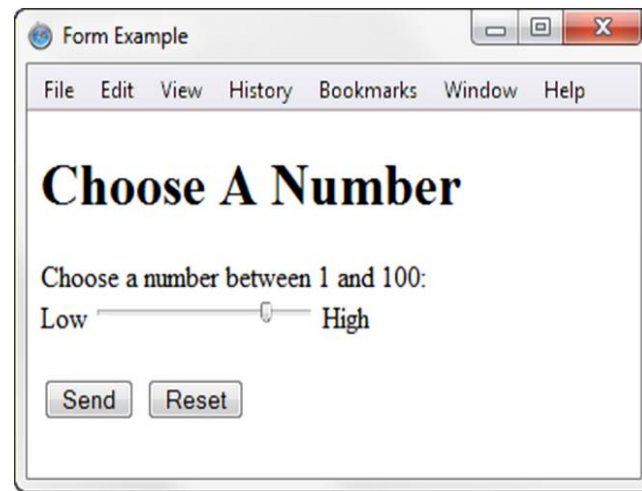 Form Example
File Edit View History Bookmarks Window Help
Choose A Number
Choose a number between 1 and 100:
Low High
Send Reset